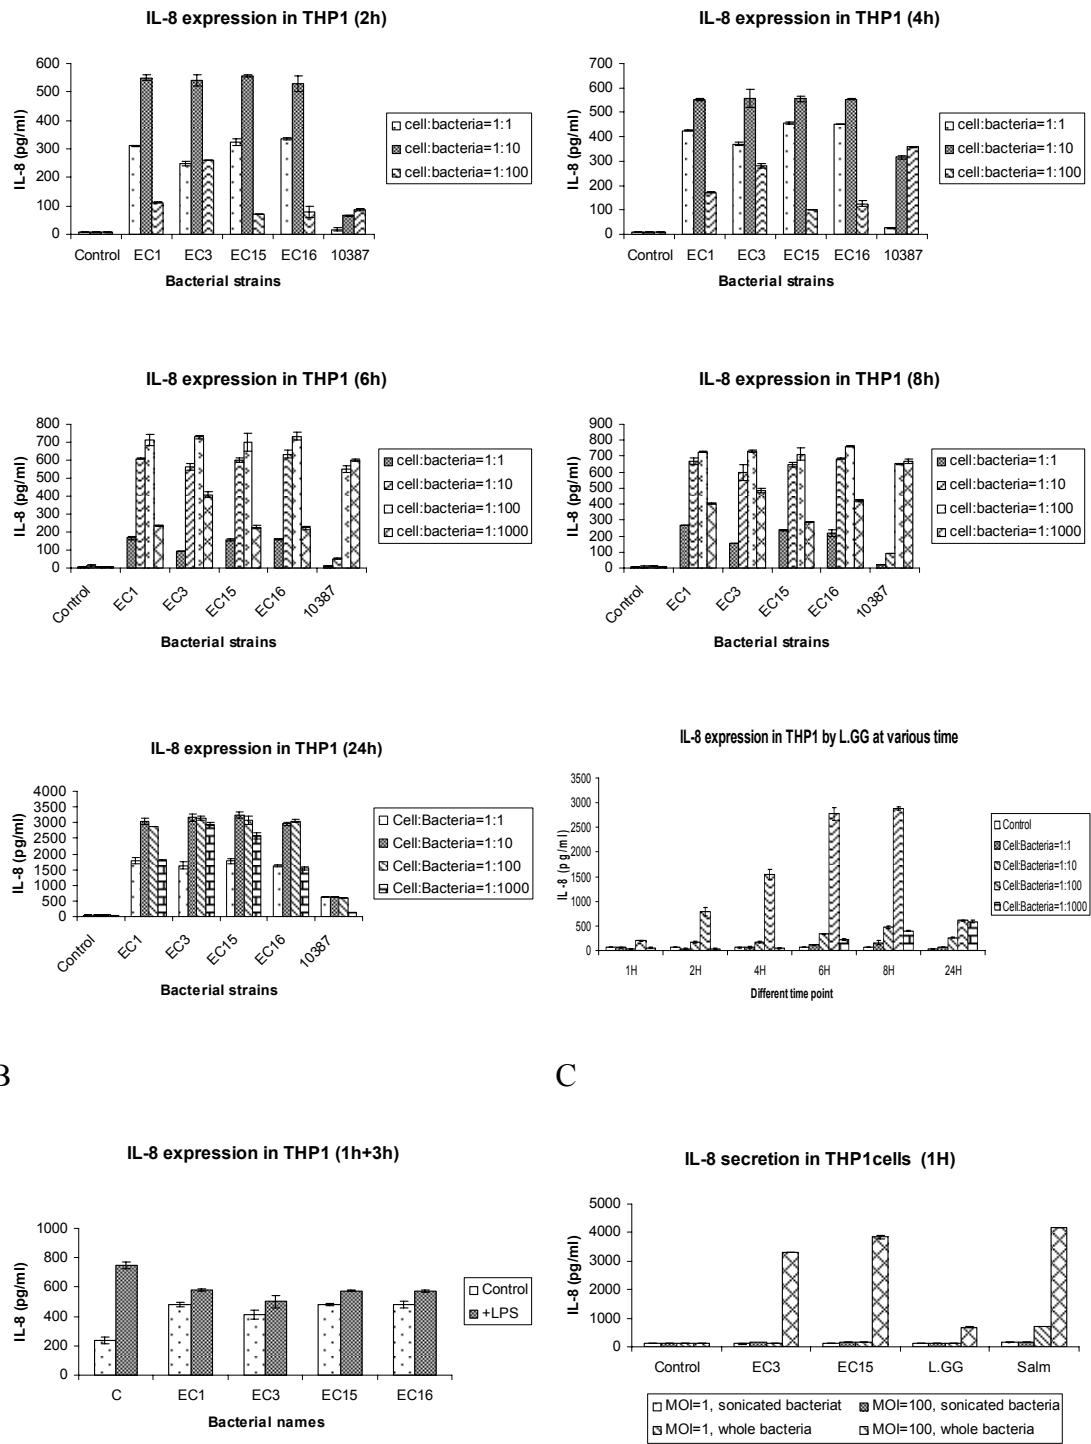 IL-8 expression in THP1 (2h)
IL-8 (pg/ml)
600
500
400
300
200
100
0
Control EC1 EC3 EC15 EC16 10387
Bacterial strains
cell:bacteria=1:1
cell:bacteria=1:10
cell:bacteria=1:100
IL-8 expression in THP1 (4h)
IL-8 (pg/ml)
700
600
500
400
300
200
100
0
Control EC1 EC3 EC15 EC16 10387
Bacterial strains
cell:bacteria=1:1
cell:bacteria=1:10
cell:bacteria=1:100
IL-8 expression in THP1 (6h)
IL-8 (pg/ml)
800
700
600
500
400
300
200
100
0
Control EC1 EC3 EC15 EC16 10387
Bacterial strains
cell:bacteria=1:1
cell:bacteria=1:10
cell:bacteria=1:100
cell:bacteria=1:1000
IL-8 expression in THP1 (8h)
IL-8 (pg/ml)
900
800
700
600
500
400
300
200
100
0
Control EC1 EC3 EC15 EC16 10387
Bacterial strains
cell:bacteria=1:1
cell:bacteria=1:10
cell:bacteria=1:100
cell:bacteria=1:1000
IL-8 expression in THP1 (24h)
IL-8 (pg/ml)
4000
3500
3000
2500
2000
1500
1000
500
0
Control EC1 EC3 EC15 EC16 10387
Bacterial strains
Cell:Bacteria=1:1
Cell:Bacteria=1:10
Cell:Bacteria=1:100
Cell:Bacteria=1:1000
IL-8 expression in THP1 by L.GG at various time
IL-8 (pg/ml)
3500
3000
2500
2000
1500
1000
500
0
1H 2H 4H 6H 8H 24H
Different time point
Control
Cell:Bacteria=1:1
Cell:Bacteria=1:10
Cell:Bacteria=1:100
Cell:Bacteria=1:1000
B
IL-8 expression in THP1 (1h+3h)
IL-8 (pg/ml)
1000
800
600
400
200
0
C EC1 EC3 EC15 EC16
Bacterial names
Control
+LPS
C
IL-8 secretion in THP1cells (1H)
IL-8 (pg/ml)
5000
4000
3000
2000
1000
0
Control EC3 EC15 L.GG Salm
MOI=1, sonicated bacteriat MOI=100, sonicated bacteria
MOI=1, whole bacteria MOI=100, whole bacteria